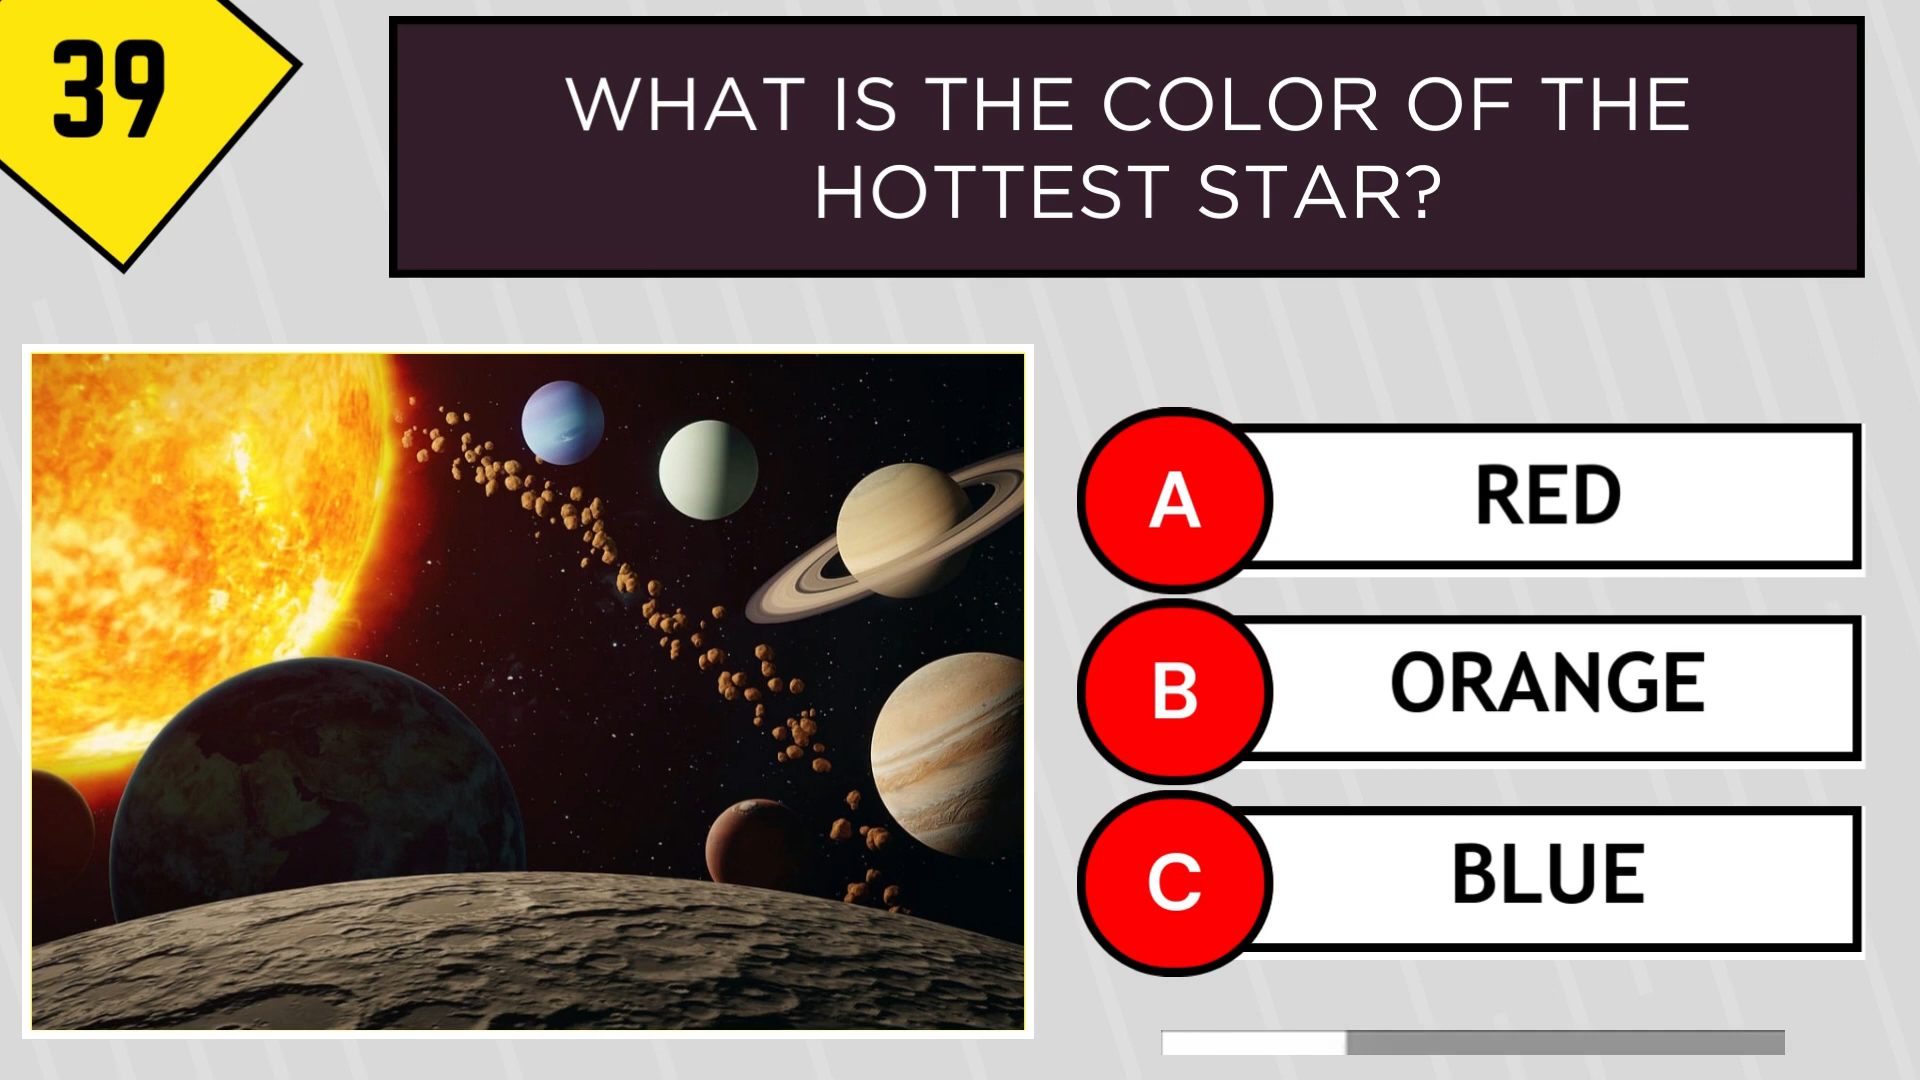 39
WHAT IS THE COLOR OF THE
HOTTEST STAR?
A
RED
B
ORANGE
C
BLUE